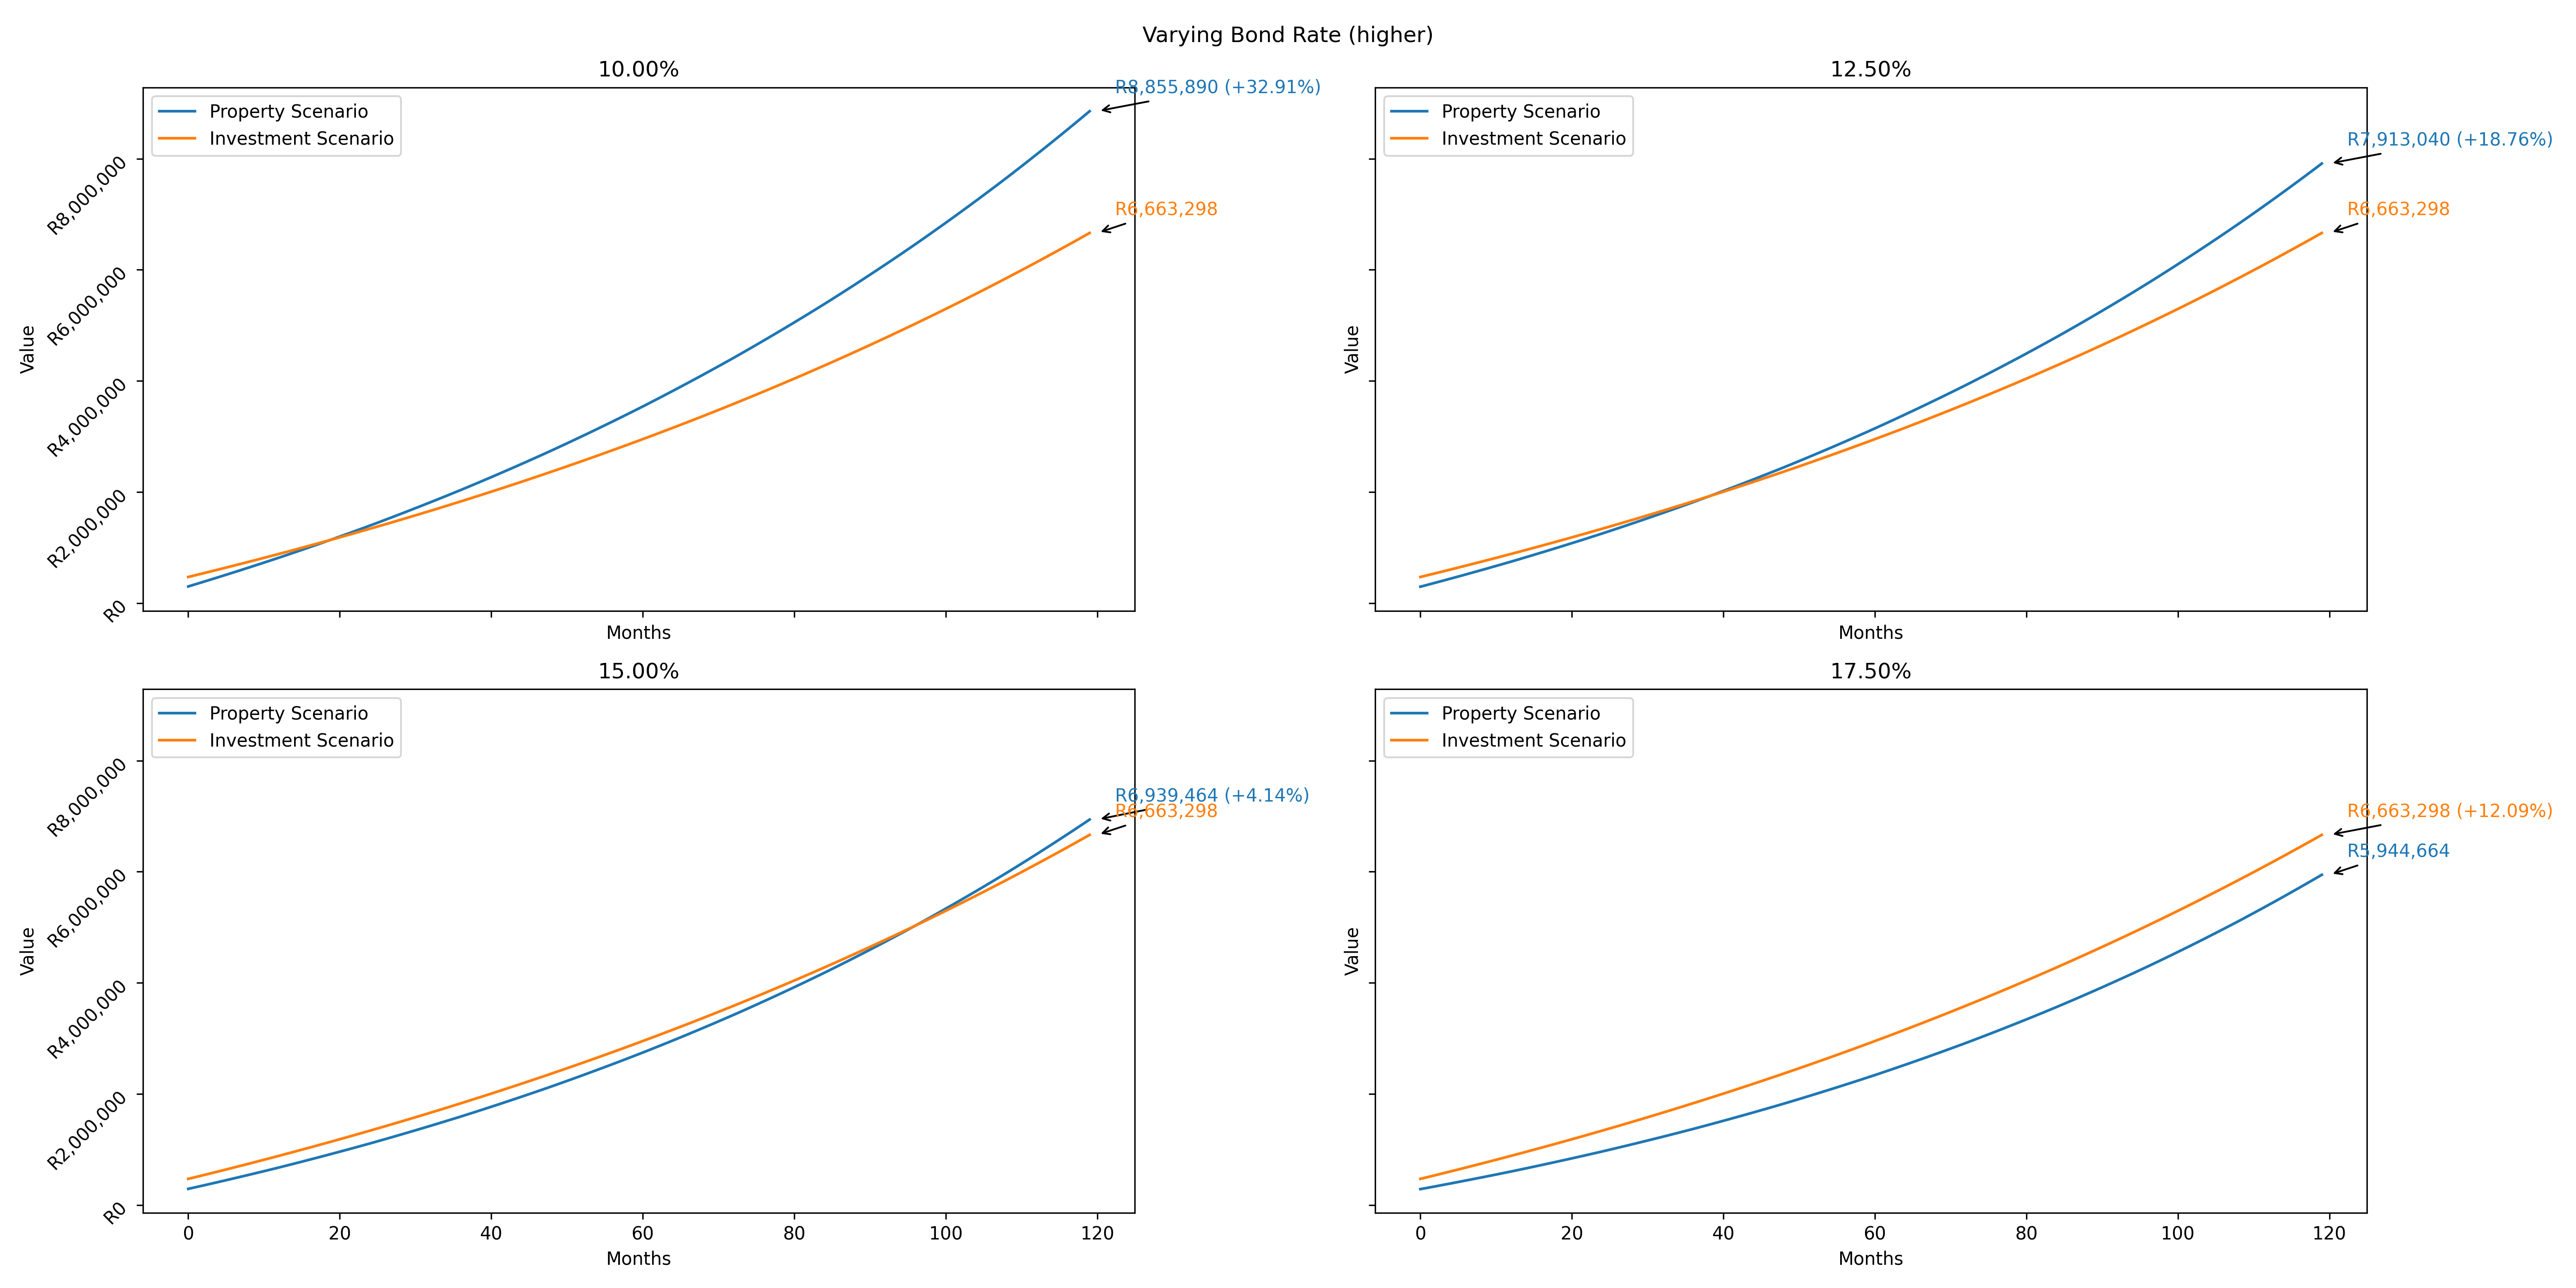 Varying Bond Rate (higher)
10.00%
R8,855,890 (+32.91%)
Property Scenario
Investment Scenario
R6,663,298
R8,000,000
R6,000,000
R4,000,000
R2,000,000
R0
Value
Months
12.50%
Property Scenario
Investment Scenario
R7,913,040 (+18.76%)
R6,663,298
Value
Months
15.00%
Property Scenario
Investment Scenario
R6,939,464 (+4.14%)
R6,663,298
R8,000,000
R6,000,000
R4,000,000
R2,000,000
R0
Value
0 20 40 60 80 100 120
Months
17.50%
Property Scenario
Investment Scenario
R6,663,298 (+12.09%)
R5,944,664
Value
0 20 40 60 80 100 120
Months